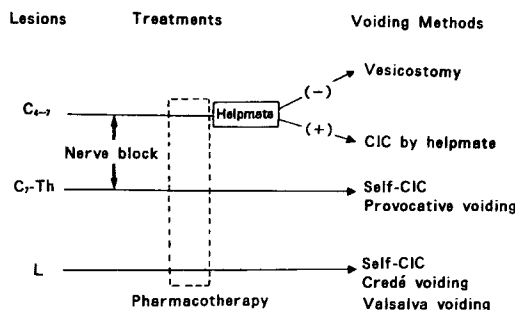 Lesions Treatments Voiding Methods
Vesicostomy
(−)
C₄₋₇ Helpmate
(+)
CIC by helpmate
Nerve block
C₇-Th Self-CIC
Provocative voiding
L Self-CIC
Credé voiding
Valsalva voiding
Pharmacotherapy